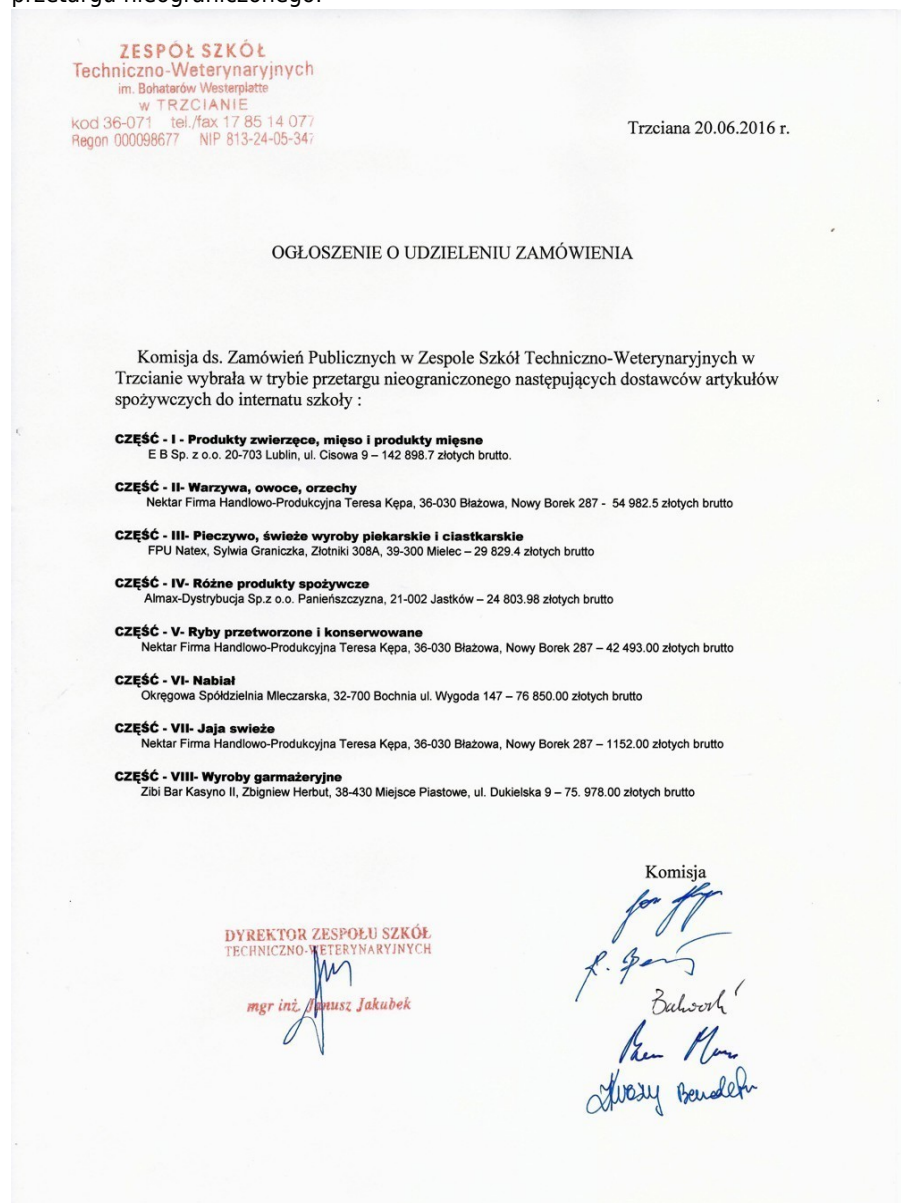 przetargu nieograniczonego.
ZESPÓŁ SZKÓŁ
Techniczno-Weterynaryjnych
im. Bohaterów Westerplatte
w TRZCIANIE
kod 36-071 tel./fax 17 85 14 077
Regon 000098677 NIP 813-24-05-347
Trzciana 20.06.2016 r.
OGŁOSZENIE O UDZIELENIU ZAMÓWIENIA
Komisja ds. Zamówień Publicznych w Zespole Szkół Techniczno-Weterynaryjnych w
Trzcianie wybrała w trybie przetargu nieograniczonego następujących dostawców artykułów
spożywczych do internatu szkoły :
CZĘŚĆ - I - Produkty zwierzęce, mięso i produkty mięsne
E B Sp. z o.o. 20-703 Lublin, ul. Cisowa 9 – 142 898.7 złotych brutto.
CZĘŚĆ - II- Warzywa, owoce, orzechy
Nektar Firma Handlowo-Produkcyjna Teresa Kępa, 36-030 Błażowa, Nowy Borek 287 - 54 982.5 złotych brutto
CZĘŚĆ - III- Pieczywo, świeże wyroby piekarskie i ciastkarskie
FPU Natex, Sylwia Graniczka, Złotniki 308A, 39-300 Mielec – 29 829.4 złotych brutto
CZĘŚĆ - IV- Różne produkty spożywcze
Almax-Dystrybucja Sp.z o.o. Panieńszczyzna, 21-002 Jastków – 24 803.98 złotych brutto
CZĘŚĆ - V- Ryby przetworzone i konserwowane
Nektar Firma Handlowo-Produkcyjna Teresa Kępa, 36-030 Błażowa, Nowy Borek 287 – 42 493.00 złotych brutto
CZĘŚĆ - VI- Nabiał
Okręgowa Spółdzielnia Mleczarska, 32-700 Bochnia ul. Wygoda 147 – 76 850.00 złotych brutto
CZĘŚĆ - VII- Jaja swieże
Nektar Firma Handlowo-Produkcyjna Teresa Kępa, 36-030 Błażowa, Nowy Borek 287 – 1152.00 złotych brutto
CZĘŚĆ - VIII- Wyroby garmażeryjne
Zibi Bar Kasyno II, Zbigniew Herbut, 38-430 Miejsce Piastowe, ul. Dukielska 9 – 75. 978.00 złotych brutto
Komisja
DYREKTOR ZESPOŁU SZKÓŁ
TECHNICZNO-WETERYNARYJNYCH
mgr inż. Janusz Jakubek